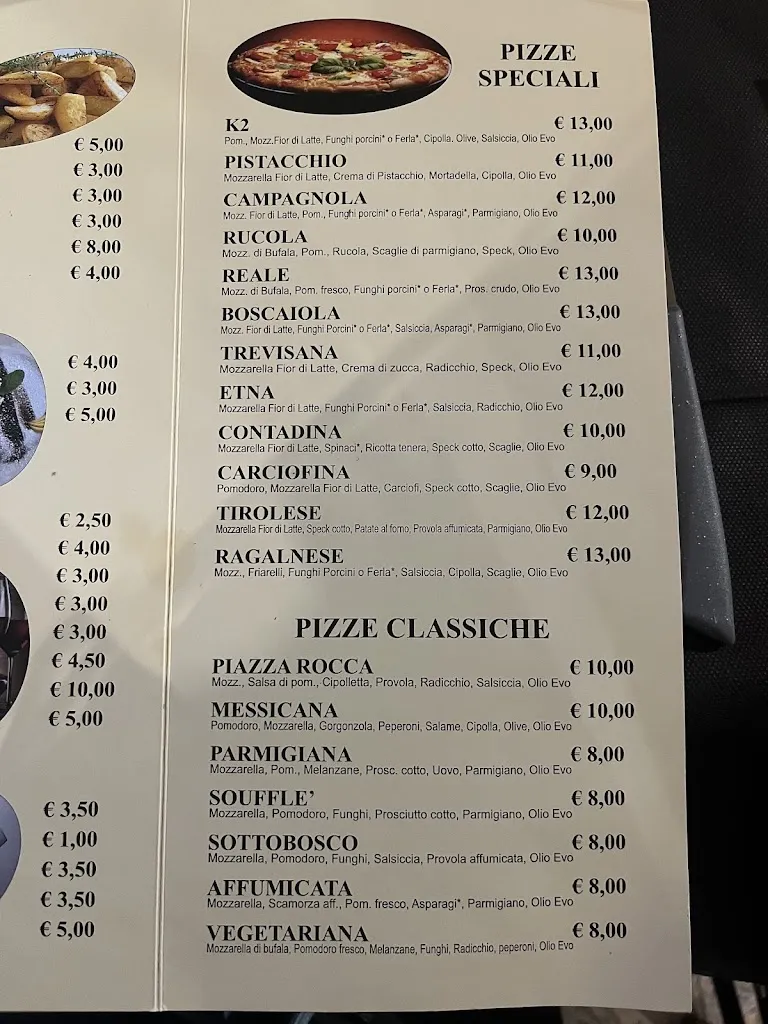 € 5,00
€ 3,00
€ 3,00
€ 3,00
€ 8,00
€ 4,00
€ 4,00
€ 3,00
€ 5,00
€ 2,50
€ 4,00
€ 3,00
€ 3,00
€ 3,00
€ 4,50
€ 10,00
€ 5,00
€ 3,50
€ 1,00
€ 3,50
€ 3,50
€ 5,00
PIZZE
SPECIALI
K2 € 13,00
Pom., Mozz.Fior di Latte, Funghi porcini* o Ferla*, Cipolla. Olive, Salsiccia, Olio Evo
PISTACCHIO € 11,00
Mozzarella Fior di Latte, Crema di Pistacchio, Mortadella, Cipolla, Olio Evo
CAMPAGNOLA € 12,00
Mozz. Fior di Latte, Pom., Funghi porcini* o Ferla*, Asparagi*, Parmigiano, Olio Evo
RUCOLA € 10,00
Mozz. di Bufala, Pom., Rucola, Scaglie di parmigiano, Speck, Olio Evo
REALE € 13,00
Mozz. di Bufala, Pom. fresco, Funghi porcini* o Ferla*, Pros. crudo, Olio Evo
BOSCAIOLA € 13,00
Mozz. Fior di Latte, Funghi Porcini* o Ferla*, Salsiccia, Asparagi*, Parmigiano, Olio Evo
TREVISANA € 11,00
Mozzarella Fior di Latte, Crema di zucca, Radicchio, Speck, Olio Evo
ETNA € 12,00
Mozzarella Fior di Latte, Funghi Porcini* o Ferla*, Salsiccia, Radicchio, Olio Evo
CONTADINA € 10,00
Mozzarella Fior di Latte, Spinaci*, Ricotta tenera, Speck cotto, Scaglie, Olio Evo
CARCIOFINA € 9,00
Pomodoro, Mozzarella Fior di Latte, Carciofi, Speck cotto, Scaglie, Olio Evo
TIROLESE € 12,00
Mozzarella Fior di Latte, Speck cotto, Patate al forno, Provola affumicata, Parmigiano, Olio Evo
RAGALNESE € 13,00
Mozz., Friarelli, Funghi Porcini o Ferla*, Salsiccia, Cipolla, Scaglie, Olio Evo
PIZZE CLASSICHE
PIAZZA ROCCA € 10,00
Mozz., Salsa di pom., Cipolletta, Provola, Radicchio, Salsiccia, Olio Evo
MESSICANA € 10,00
Pomodoro, Mozzarella, Gorgonzola, Peperoni, Salame, Cipolla, Olive, Olio Evo
PARMIGIANA € 8,00
Mozzarella, Pom., Melanzane, Prosc. cotto, Uovo, Parmigiano, Olio Evo
SOUFFLE' € 8,00
Mozzarella, Pomodoro, Funghi, Prosciutto cotto, Parmigiano, Olio Evo
SOTTOBOSCO € 8,00
Mozzarella, Pomodoro, Funghi, Salsiccia, Provola affumicata, Olio Evo
AFFUMICATA € 8,00
Mozzarella, Scamorza aff., Pom. fresco, Asparagi*, Parmigiano, Olio Evo
VEGETARIANA € 8,00
Mozzarella di bufala, Pomodoro fresco, Melanzane, Funghi, Radicchio, peperoni, Olio Evo